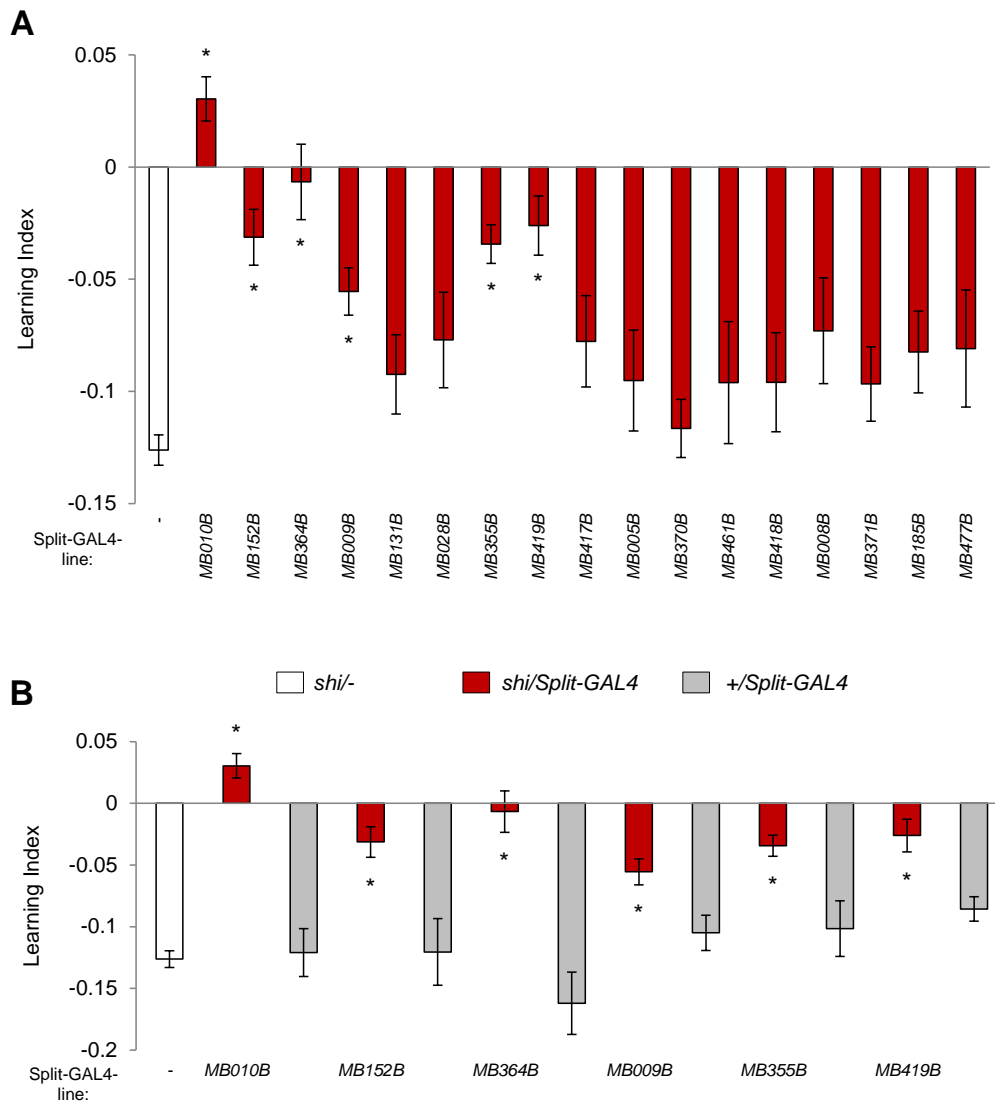 A
0.05
*
0
*
*
*
*
*
-0.05
-0.1
-0.15
Learning Index
Split-GAL4-
line:
-
MB010B
MB152B
MB364B
MB009B
MB131B
MB028B
MB355B
MB419B
MB417B
MB005B
MB370B
MB461B
MB418B
MB008B
MB371B
MB185B
MB477B
shi/-
shi/Split-GAL4
+/Split-GAL4
B
0.05
*
0
*
*
*
*
*
-0.05
-0.1
-0.15
-0.2
Learning Index
Split-GAL4-
line:
- MB010B MB152B MB364B MB009B MB355B MB419B